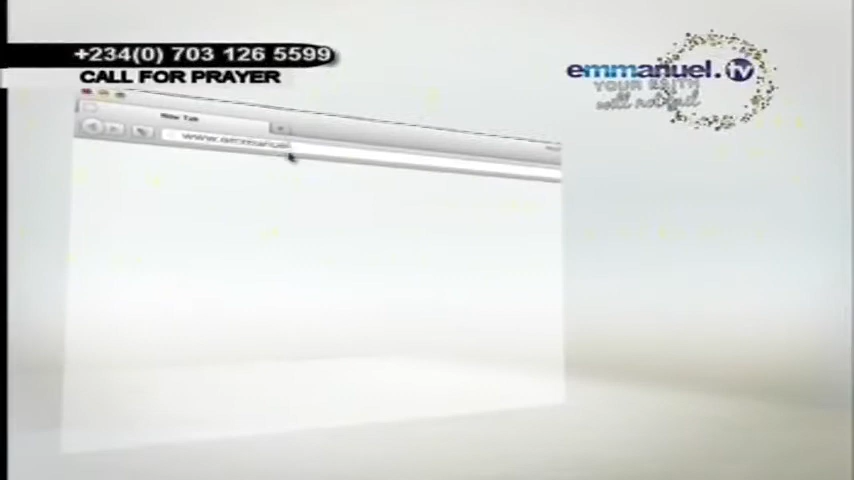 +234(0) 703 126 5599
CALL FOR PRAYER
emmanuel.tv
YOUR FAITH
will not fail
New Tab
www.emmanuel